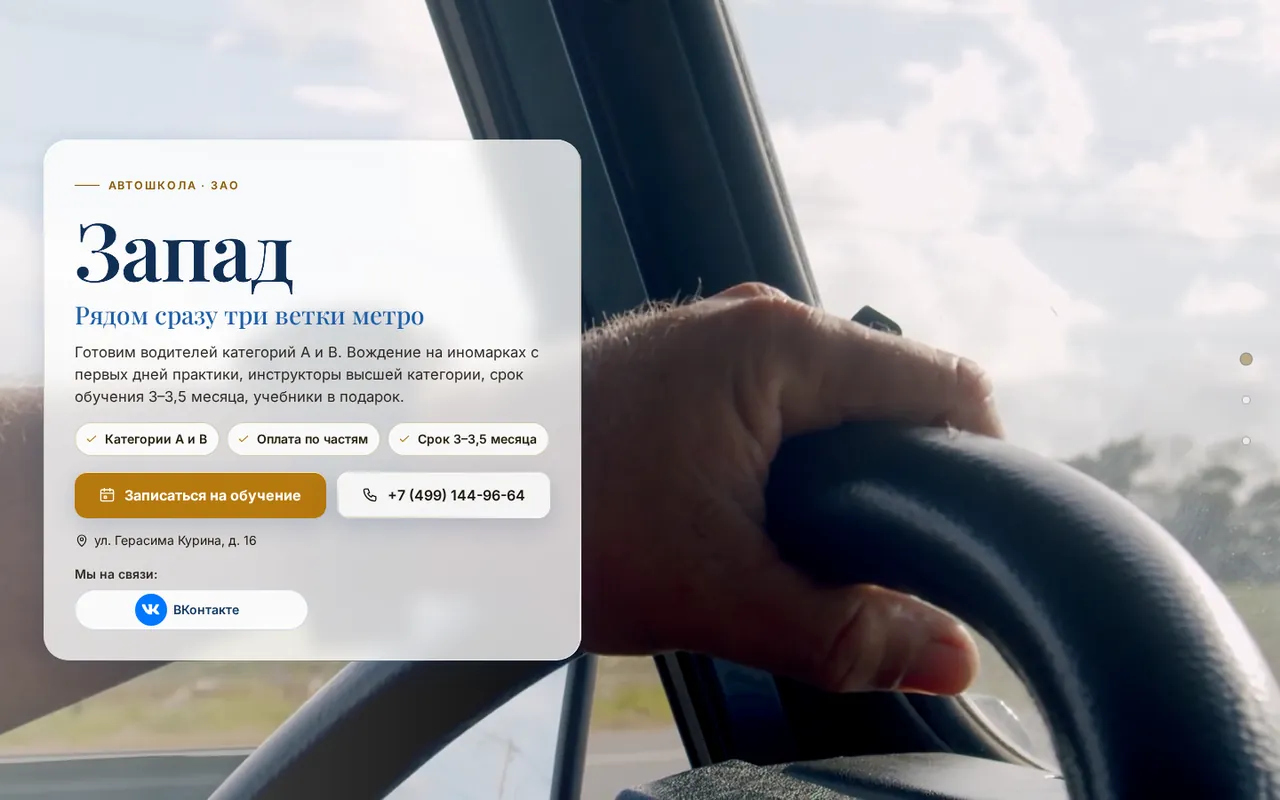 АВТОШКОЛА · ЗАО
Запад
Рядом сразу три ветки метро
Готовим водителей категорий А и В. Вождение на иномарках с
первых дней практики, инструкторы высшей категории, срок
обучения 3–3,5 месяца, учебники в подарок.
Категории А и В
Оплата по частям
Срок 3–3,5 месяца
Записаться на обучение
+7 (499) 144-96-64
ул. Герасима Курина, д. 16
Мы на связи:
ВКонтакте